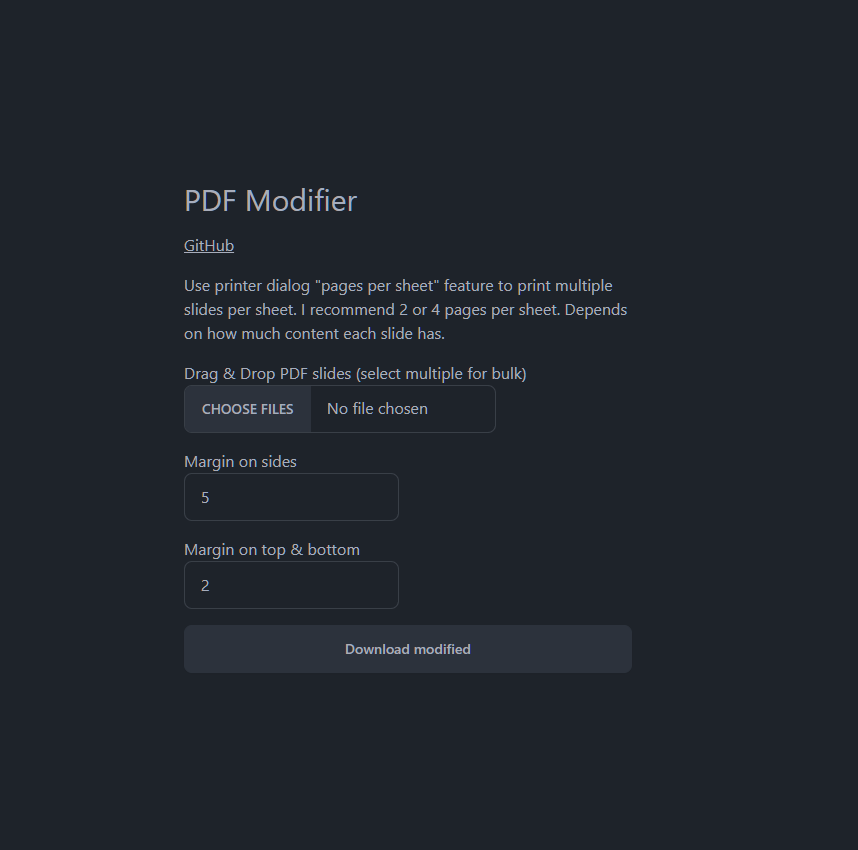 PDF Modifier
GitHub
Use printer dialog "pages per sheet" feature to print multiple
slides per sheet. I recommend 2 or 4 pages per sheet. Depends
on how much content each slide has.
Drag & Drop PDF slides (select multiple for bulk)
CHOOSE FILES No file chosen
Margin on sides
5
Margin on top & bottom
2
Download modified